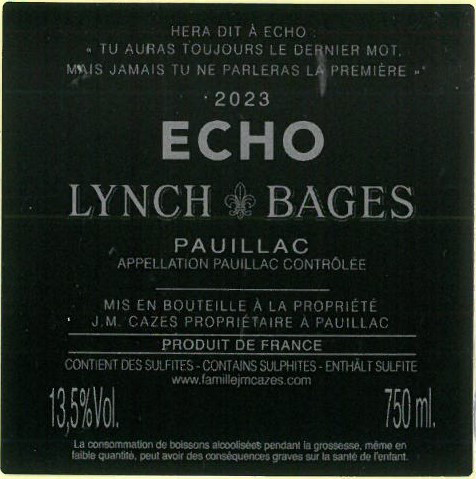 HERA DIT À ECHO :
« TU AURAS TOUJOURS LE DERNIER MOT,
MAIS JAMAIS TU NE PARLERAS LA PREMIÈRE »
2023
ECHO
LYNCH BAGES
PAUILLAC
APPELLATION PAUILLAC CONTRÔLÉE
MIS EN BOUTEILLE À LA PROPRIÉTÉ
J.M. CAZES PROPRIÉTAIRE À PAUILLAC
PRODUIT DE FRANCE
CONTIENT DES SULFITES - CONTAINS SULPHITES - ENTHÄLT SULFITE
www.famillejmcazes.com
13,5%Vol. 750 ml.
La consommation de boissons alcoolisées pendant la grossesse, même en
faible quantité, peut avoir des conséquences graves sur la santé de l'enfant.